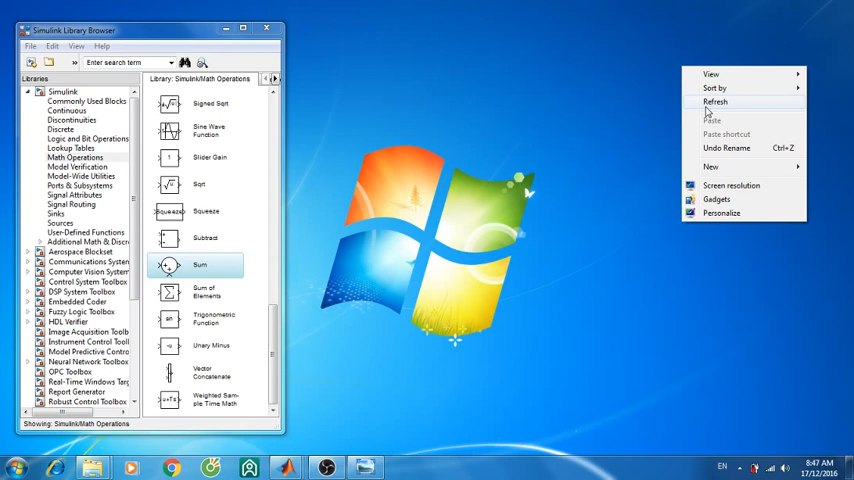 Simulink Library Browser
File Edit View Help
Enter search term
Libraries
Library: Simulink/Math Operations
Simulink
Commonly Used Blocks
Continuous
Discontinuities
Discrete
Logic and Bit Operations
Lookup Tables
Math Operations
Model Verification
Model-Wide Utilities
Ports & Subsystems
Signal Attributes
Signal Routing
Sinks
Sources
User-Defined Functions
Additional Math & Discr
Aerospace Blockset
Communications System
Computer Vision System
Control System Toolbox
DSP System Toolbox
Embedded Coder
Fuzzy Logic Toolbox
HDL Verifier
Image Acquisition Toolb
Instrument Control Tool
Model Predictive Contro
Neural Network Toolbox
OPC Toolbox
Real-Time Windows Targ
Report Generator
Robust Control Toolbox
Signed Sqrt
Sine Wave
Function
1
Slider Gain
Sqrt
Squeeze
Squeeze
Subtract
Sum
Sum of
Elements
Trigonometric
Function
-u
Unary Minus
Vector
Concatenate
u+Ts
Weighted Sam-
ple Time Math
Showing: Simulink/Math Operations
View
Sort by
Refresh
Paste
Paste shortcut
Undo Rename Ctrl+Z
New
Screen resolution
Gadgets
Personalize
EN
8:47 AM
17/12/2016